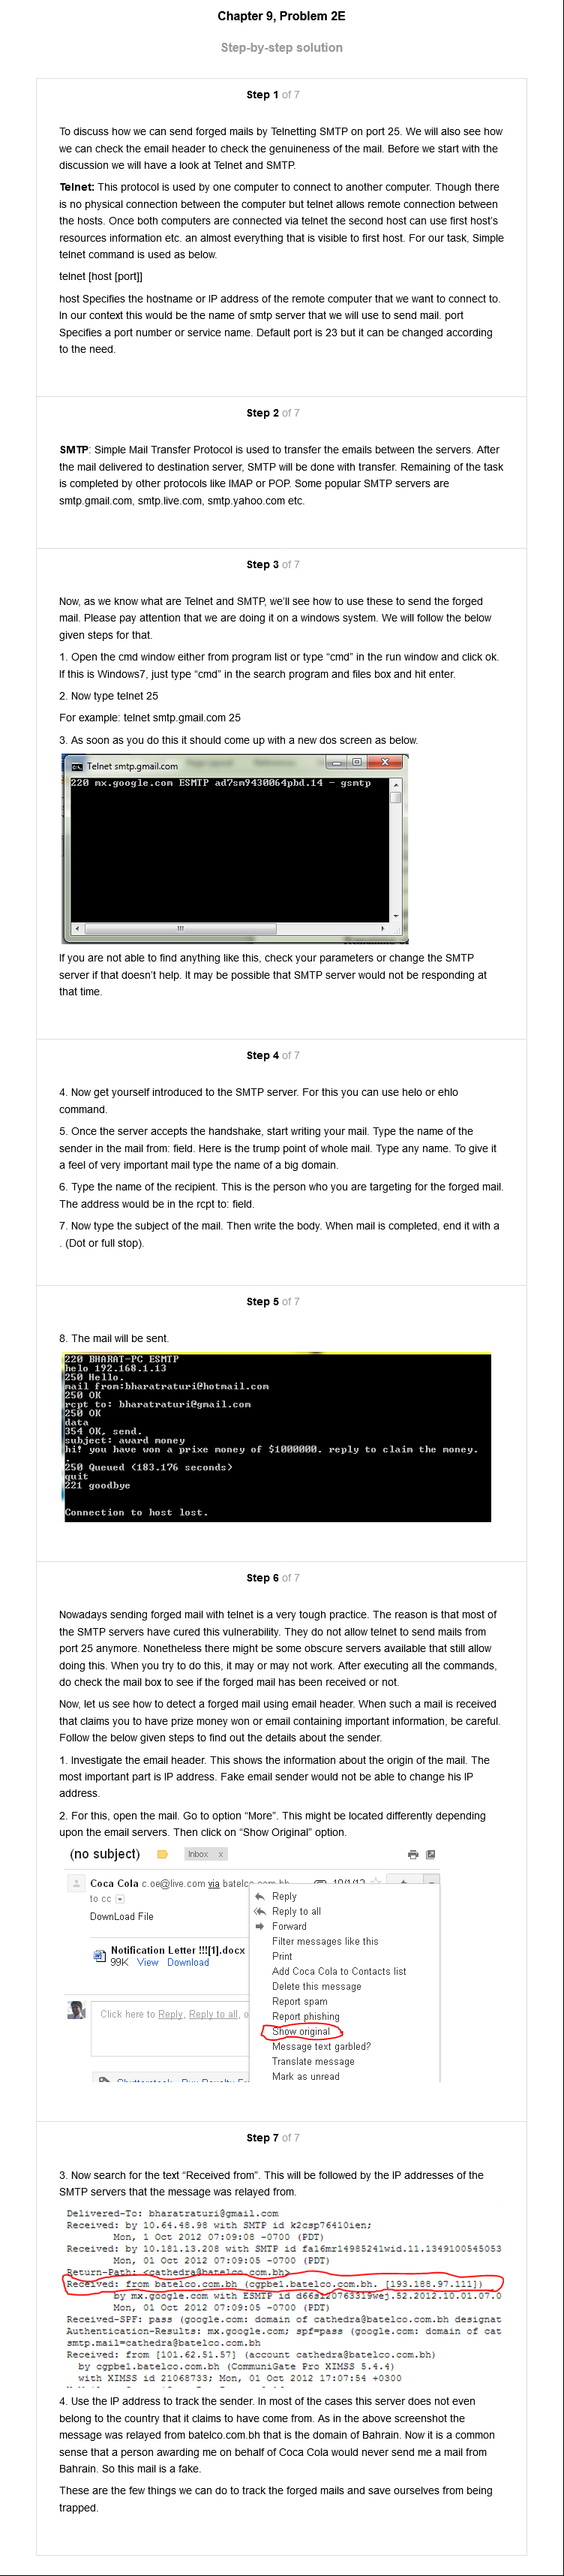 Chapter 9, Problem 2E
Step-by-step solution
Step 1 of 7
To discuss how we can send forged mails by Telnetting SMTP on port 25. We will also see how
we can check the email header to check the genuineness of the mail. Before we start with the
discussion we will have a look at Telnet and SMTP.
Telnet: This protocol is used by one computer to connect to another computer. Though there
is no physical connection between the computer but telnet allows remote connection between
the hosts. Once both computers are connected via telnet the second host can use first host's
resources information etc. an almost everything that is visible to first host. For our task, Simple
telnet command is used as below.
telnet [host [port]]
host Specifies the hostname or IP address of the remote computer that we want to connect to.
In our context this would be the name of smtp server that we will use to send mail. port
Specifies a port number or service name. Default port is 23 but it can be changed according
to the need.
Step 2 of 7
SMTP: Simple Mail Transfer Protocol is used to transfer the emails between the servers. After
the mail delivered to destination server, SMTP will be done with transfer. Remaining of the task
is completed by other protocols like IMAP or POP. Some popular SMTP servers are
smtp.gmail.com, smtp.live.com, smtp.yahoo.com etc.
Step 3 of 7
Now, as we know what are Telnet and SMTP, we'll see how to use these to send the forged
mail. Please pay attention that we are doing it on a windows system. We will follow the below
given steps for that.
1. Open the cmd window either from program list or type "cmd" in the run window and click ok.
If this is Windows7, just type "cmd" in the search program and files box and hit enter.
2. Now type telnet 25
For example: telnet smtp.gmail.com 25
3. As soon as you do this it should come up with a new dos screen as below.
Telnet smtp.gmail.com
220 mx.google.com ESMTP ad7sm9430064pbd.14 - gsmtp
If you are not able to find anything like this, check your parameters or change the SMTP
server if that doesn't help. It may be possible that SMTP server would not be responding at
that time.
Step 4 of 7
4. Now get yourself introduced to the SMTP server. For this you can use helo or ehlo
command.
5. Once the server accepts the handshake, start writing your mail. Type the name of the
sender in the mail from: field. Here is the trump point of whole mail. Type any name. To give it
a feel of very important mail type the name of a big domain.
6. Type the name of the recipient. This is the person who you are targeting for the forged mail.
The address would be in the rcpt to: field.
7. Now type the subject of the mail. Then write the body. When mail is completed, end it with a
. (Dot or full stop).
Step 5 of 7
8. The mail will be sent.
220 BHARAT-PC ESMTP
helo 192.168.1.13
250 Hello.
mail from:bharatraturi@hotmail.com
250 OK
rcpt to: bharatraturi@gmail.com
250 OK
data
354 OK, send.
subject: award money
hi! you have won a prixe money of $1000000. reply to claim the money.
.
250 Queued (183.176 seconds)
quit
221 goodbye
Connection to host lost.
Step 6 of 7
Nowadays sending forged mail with telnet is a very tough practice. The reason is that most of
the SMTP servers have cured this vulnerability. They do not allow telnet to send mails from
port 25 anymore. Nonetheless there might be some obscure servers available that still allow
doing this. When you try to do this, it may or may not work. After executing all the commands,
do check the mail box to see if the forged mail has been received or not.
Now, let us see how to detect a forged mail using email header. When such a mail is received
that claims you to have prize money won or email containing important information, be careful.
Follow the below given steps to find out the details about the sender.
1. Investigate the email header. This shows the information about the origin of the mail. The
most important part is IP address. Fake email sender would not be able to change his IP
address.
2. For this, open the mail. Go to option "More". This might be located differently depending
upon the email servers. Then click on "Show Original" option.
(no subject) Inbox x
Coca Cola c.oe@live.com via
to cc
DownLoad File
Notification Letter !!![1].docx
99K View Download
Click here to Reply, Reply to all, o
Reply
Reply to all
Forward
Filter messages like this
Print
Add Coca Cola to Contacts list
Delete this message
Report spam
Report phishing
Show original
Message text garbled?
Translate message
Mark as unread
Step 7 of 7
3. Now search for the text "Received from". This will be followed by the IP addresses of the
SMTP servers that the message was relayed from.
Delivered-To: bharatraturi@gmail.com
Received: by 10.64.48.98 with SMTP id k2csp76410ien;
Mon, 1 Oct 2012 07:09:08 -0700 (PDT)
Received: by 10.181.13.208 with SMTP id fa16mr14985241wid.11.1349100545053
Mon, 01 Oct 2012 07:09:05 -0700 (PDT)
Return-Path: <cathedra@batelco.com.bh>
Received: from batelco.com.bh (cgpbe1.batelco.com.bh. [193.188.97.111])
by mx.google.com with ESMTP id d66si20763319wej.52.2012.10.01.07.0
Mon, 01 Oct 2012 07:09:05 -0700 (PDT)
Received-SPF: pass (google.com: domain of cathedra@batelco.com.bh designat
Authentication-Results: mx.google.com; spf=pass (google.com: domain of cat
smtp.mail=cathedra@batelco.com.bh
Received: from [101.62.51.57] (account cathedra@batelco.com.bh)
by cgpbe1.batelco.com.bh (CommuniGate Pro XIMSS 5.4.4)
with XIMSS id 21068733; Mon, 01 Oct 2012 17:07:54 +0300
4. Use the IP address to track the sender. In most of the cases this server does not even
belong to the country that it claims to have come from. As in the above screenshot the
message was relayed from batelco.com.bh that is the domain of Bahrain. Now it is a common
sense that a person awarding me on behalf of Coca Cola would never send me a mail from
Bahrain. So this mail is a fake.
These are the few things we can do to track the forged mails and save ourselves from being
trapped.